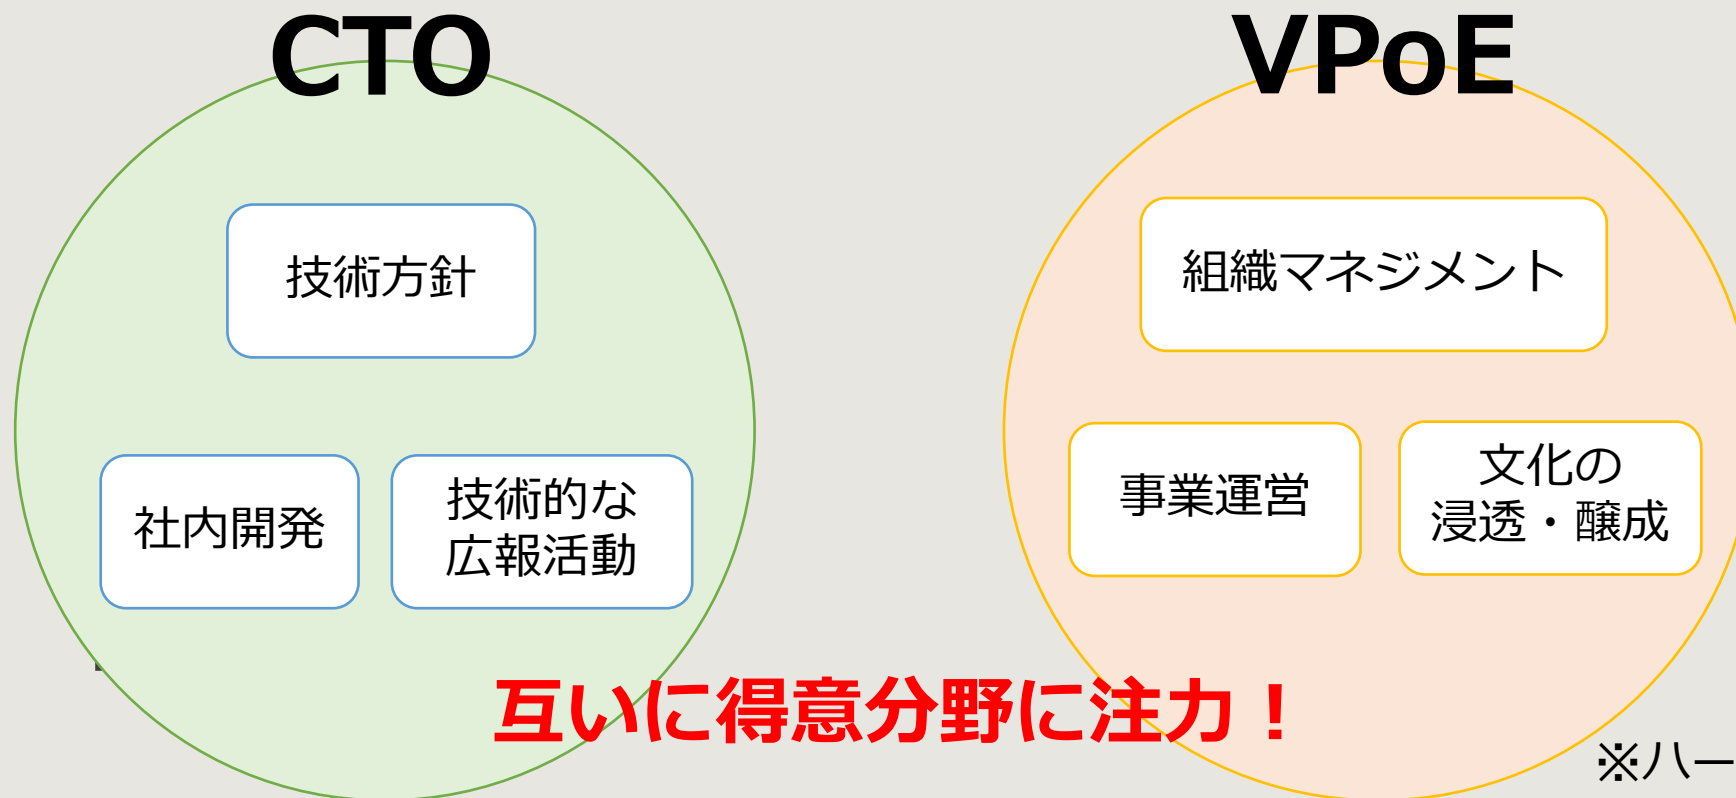 CTO
VPoE
技術方針
組織マネジメント
社内開発
技術的な
広報活動
事業運営
文化の
浸透・醸成
互いに得意分野に注力！
※ハー